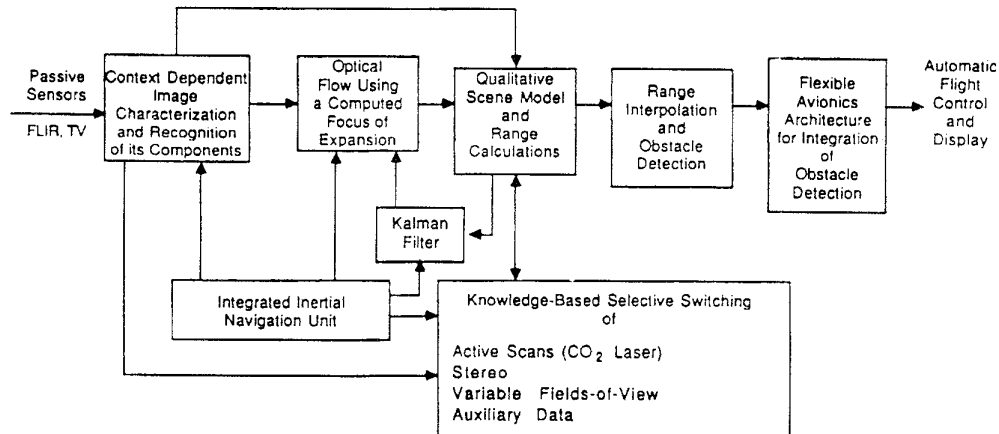 Passive
Sensors
FLIR, TV
Context Dependent
Image
Characterization
and Recognition
of its Components
Optical
Flow Using
a Computed
Focus of
Expansion
Qualitative
Scene Model
and
Range
Calculations
Range
Interpolation
and
Obstacle
Detection
Flexible
Avionics
Architecture
for Integration
of
Obstacle
Detection
Automatic
Flight
Control
and
Display
Kalman
Filter
Integrated Inertial
Navigation Unit
Knowledge-Based Selective Switching
of
Active Scans (CO2 Laser)
Stereo
Variable Fields-of-View
Auxiliary Data